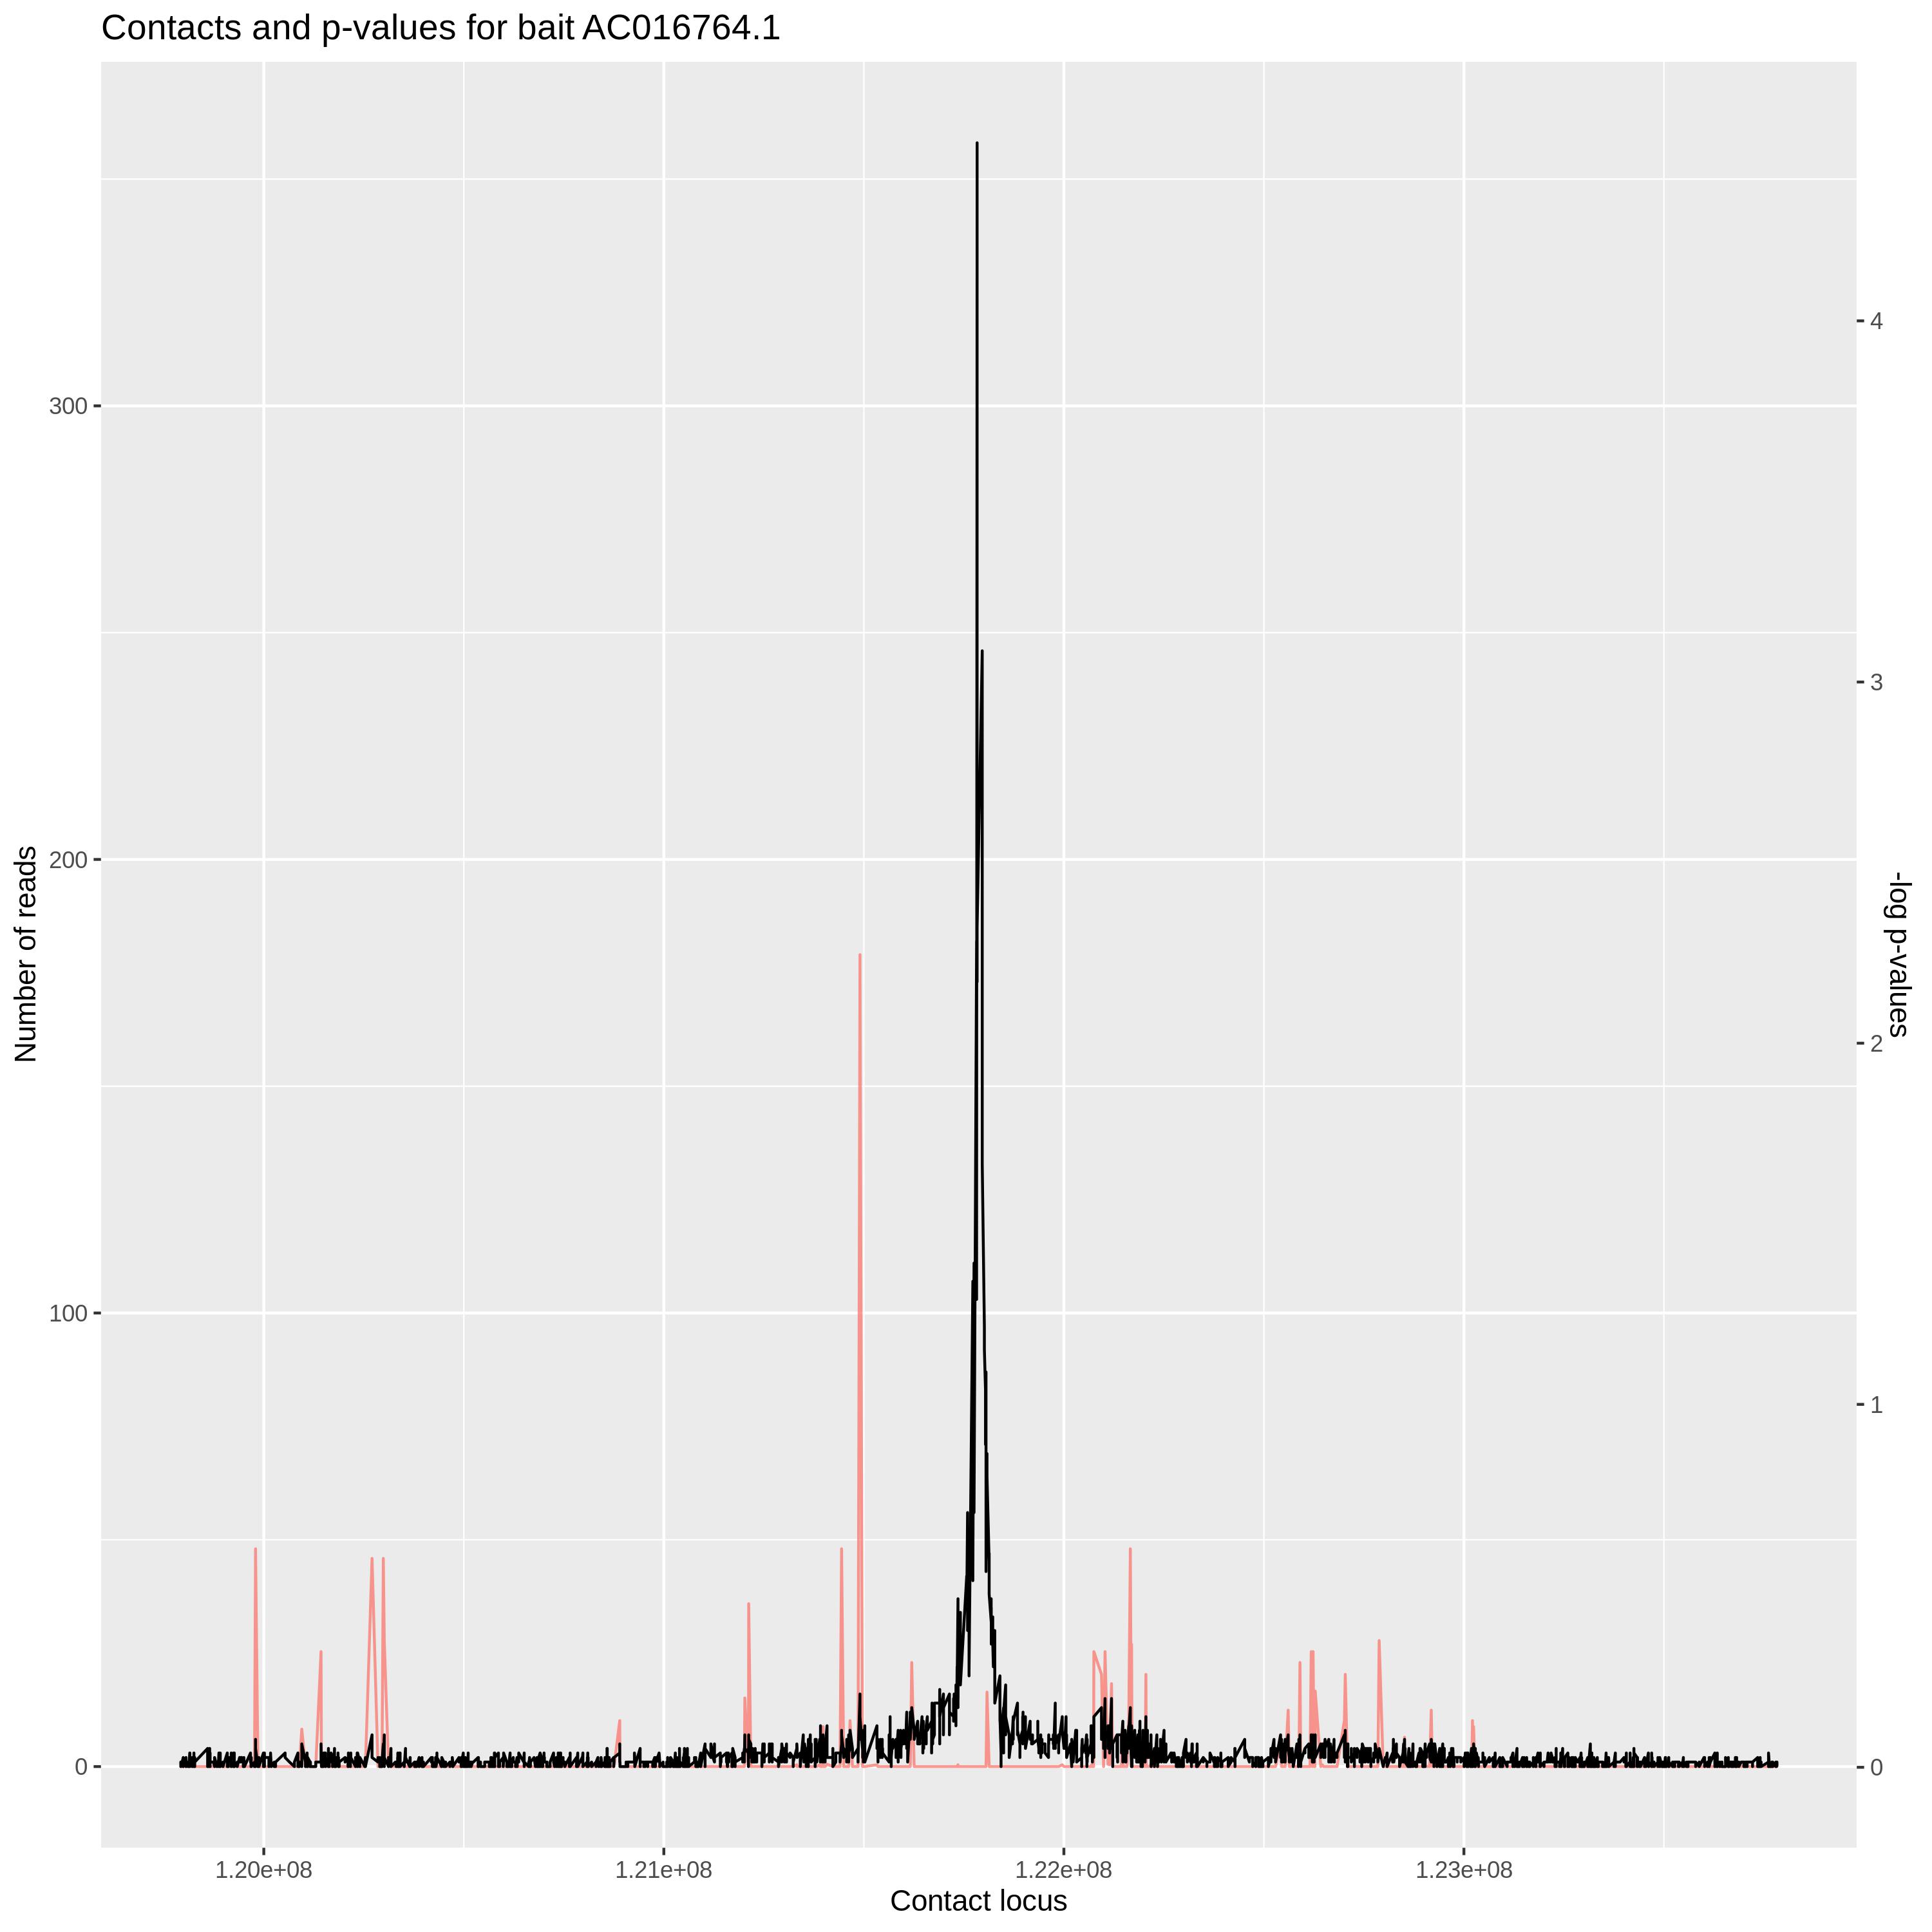 Contacts and p-values for bait AC016764.1
300
200
100
0
Number of reads
4
3
2
1
0
-log p-values
1.20e+08
1.21e+08
1.22e+08
1.23e+08
Contact locus